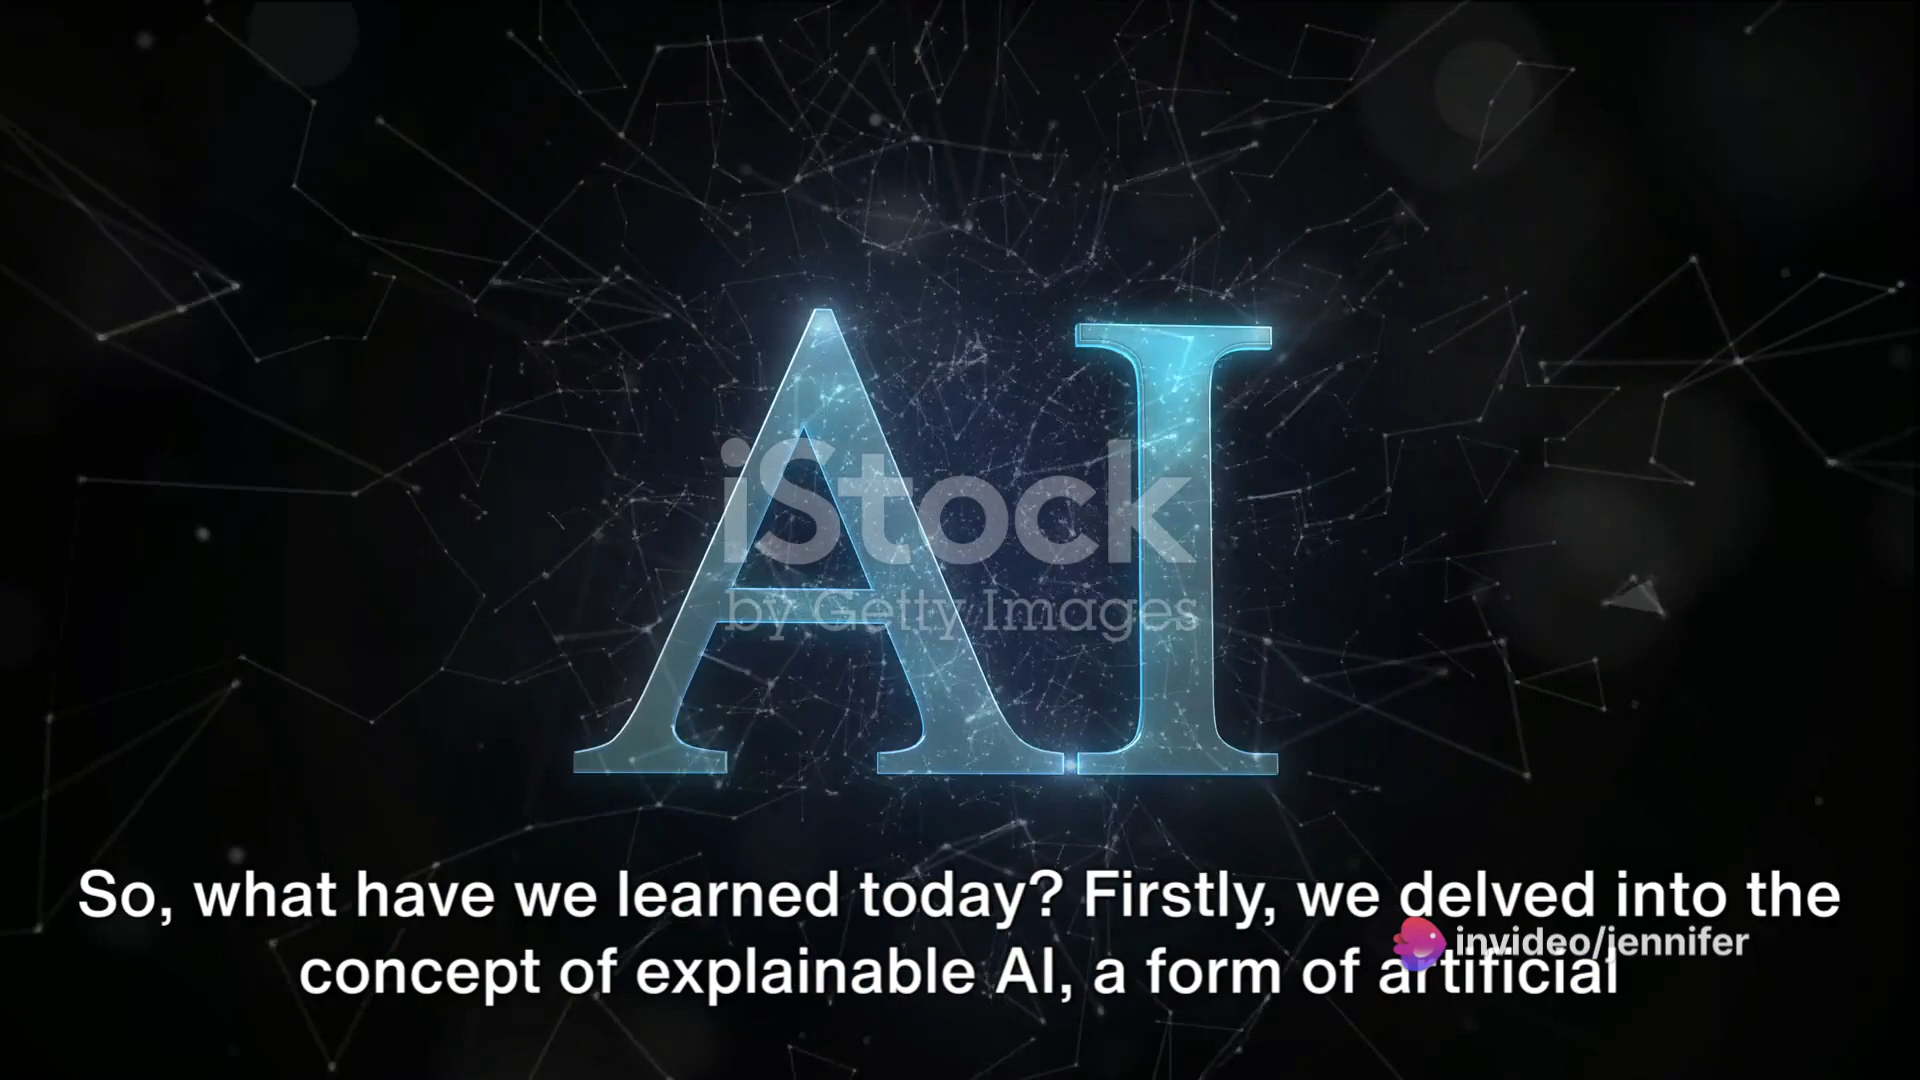 AI
iStock
by Getty Images
So, what have we learned today? Firstly, we delved into the
invideo/jennifer
concept of explainable AI, a form of artificial